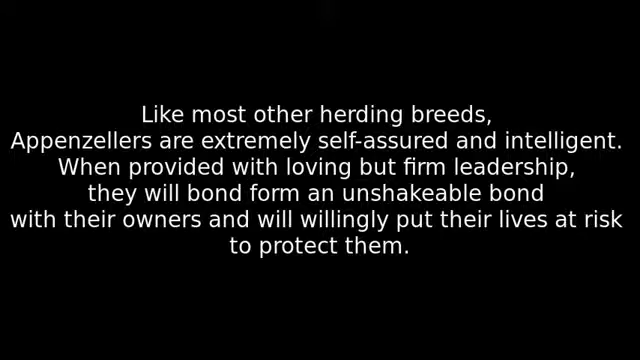 Like most other herding breeds,
Appenzellers are extremely self-assured and intelligent.
When provided with loving but firm leadership,
they will bond form an unshakeable bond
with their owners and will willingly put their lives at risk
to protect them.